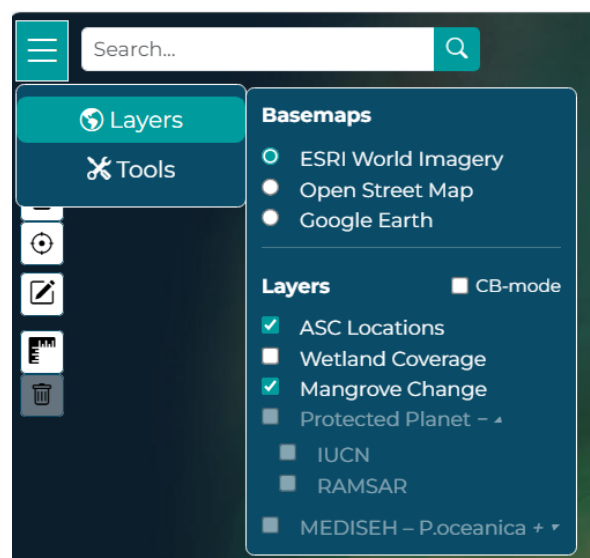 Search...
Layers
Tools
Basemaps
ESRI World Imagery
Open Street Map
Google Earth
Layers
CB-mode
ASC Locations
Wetland Coverage
Mangrove Change
Protected Planet –
IUCN
RAMSAR
MEDISEH – P.oceanica +